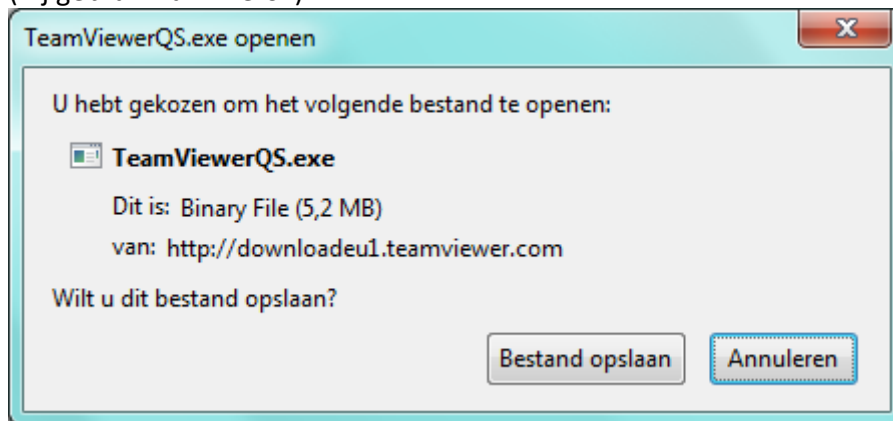 TeamViewerQS.exe openen
U hebt gekozen om het volgende bestand te openen:
TeamViewerQS.exe
Dit is: Binary File (5,2 MB)
van: http://downloadeu1.teamviewer.com
Wilt u dit bestand opslaan?
Bestand opslaan Annuleren